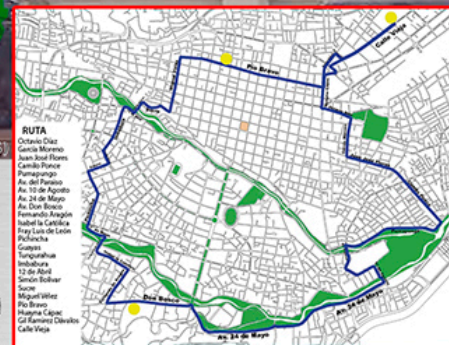 Calle Vieja
Pío Bravo
RUTA
Octavio Díaz
García Moreno
Juan José Flores
Camilo Ponce
Pumapungo
Av. del Paraíso
Av. 10 de Agosto
Av. 24 de Mayo
Av. Don Bosco
Fernando Aragón
Isabel la Católica
Fray Luis de León
Pichincha
Guayas
Tungurahua
Imbabura
12 de Abril
Simón Bolívar
Sucre
Miguel Vélez
Pío Bravo
Huayna Cápac
Gil Ramírez Dávalos
Calle Vieja
Don Bosco
Av. 24 de Mayo
Av. 24 de Mayo